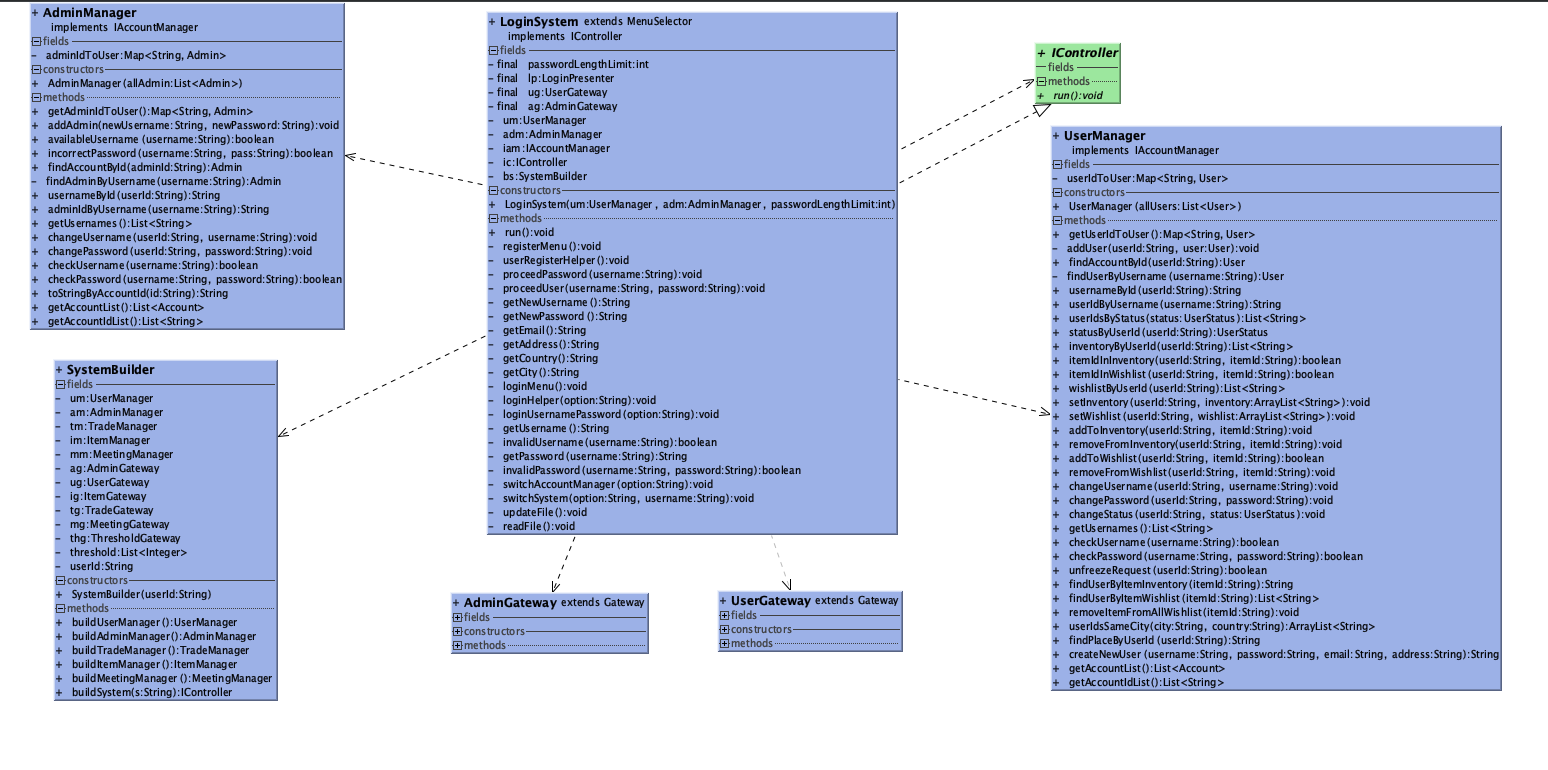 + AdminManager
implements IAccountManager
fields
- adminIdToUser:Map<String, Admin>
constructors
+ AdminManager(allAdmin:List<Admin>)
methods
+ getAdminIdToUser():Map<String, Admin>
+ addAdmin(newUsername:String, newPassword:String):void
+ availableUsername(username:String):boolean
+ incorrectPassword(username:String, pass:String):boolean
+ findAccountById(adminId:String):Admin
- findAdminByUsername(username:String):Admin
+ usernameById(userId:String):String
+ adminIdByUsername(username:String):String
+ getUsernames():List<String>
+ changeUsername(userId:String, username:String):void
+ changePassword(userId:String, password:String):void
+ checkUsername(username:String):boolean
+ checkPassword(username:String, password:String):boolean
+ toStringByAccountId(id:String):String
+ getAccountList():List<Account>
+ getAccountIdList():List<String>
+ SystemBuilder
fields
- um:UserManager
- am:AdminManager
- tm:TradeManager
- im:ItemManager
- mm:MeetingManager
- ag:AdminGateway
- ug:UserGateway
- ig:ItemGateway
- tg:TradeGateway
- mg:MeetingGateway
- thg:ThresholdGateway
- threshold:List<Integer>
- userId:String
constructors
+ SystemBuilder(userId:String)
methods
+ buildUserManager():UserManager
+ buildAdminManager():AdminManager
+ buildTradeManager():TradeManager
+ buildItemManager():ItemManager
+ buildMeetingManager():MeetingManager
+ buildSystem(s:String):IController
+ LoginSystem extends MenuSelector
implements IController
fields
- final passwordLengthLimit:int
- final lp:LoginPresenter
- final ug:UserGateway
- final ag:AdminGateway
- um:UserManager
- adm:AdminManager
- iam:IAccountManager
- ic:IController
- bs:SystemBuilder
constructors
+ LoginSystem(um:UserManager, adm:AdminManager, passwordLengthLimit:int)
methods
+ run():void
- registerMenu():void
- userRegisterHelper():void
- proceedPassword(username:String):void
- proceedUser(username:String, password:String):void
- getNewUsername():String
- getNewPassword():String
- getEmail():String
- getAddress():String
- getCountry():String
- getCity():String
- loginMenu():void
- loginHelper(option:String):void
- loginUsernamePassword(option:String):void
- getUsername():String
- invalidUsername(username:String):boolean
- getPassword(username:String):String
- invalidPassword(username:String, password:String):boolean
- switchAccountManager(option:String):void
- switchSystem(option:String, username:String):void
- updateFile():void
- readFile():void
+ AdminGateway extends Gateway
fields
constructors
methods
+ UserGateway extends Gateway
fields
constructors
methods
+ IController
fields
methods
+ run():void
+ UserManager
implements IAccountManager
fields
- userIdToUser:Map<String, User>
constructors
+ UserManager(allUsers:List<User>)
methods
+ getUserIdToUser():Map<String, User>
- addUser(userId:String, user:User):void
+ findAccountById(userId:String):User
- findUserByUsername(username:String):User
+ usernameById(userId:String):String
+ userIdByUsername(username:String):String
+ userIdsByStatus(status:UserStatus):List<String>
+ statusByUserId(userId:String):UserStatus
+ inventoryByUserId(userId:String):List<String>
+ itemIdInInventory(userId:String, itemId:String):boolean
+ itemIdInWishlist(userId:String, itemId:String):boolean
+ wishlistByUserId(userId:String):List<String>
+ setInventory(userId:String, inventory:ArrayList<String>):void
+ setWishlist(userId:String, wishlist:ArrayList<String>):void
+ addToInventory(userId:String, itemId:String):void
+ removeFromInventory(userId:String, itemId:String):void
+ addToWishlist(userId:String, itemId:String):boolean
+ removeFromWishlist(userId:String, itemId:String):void
+ changeUsername(userId:String, username:String):void
+ changePassword(userId:String, password:String):void
+ changeStatus(userId:String, status:UserStatus):void
+ getUsernames():List<String>
+ checkUsername(username:String):boolean
+ checkPassword(username:String, password:String):boolean
+ unfreezeRequest(userId:String):boolean
+ findUserByItemInventory(itemId:String):String
+ findUserByItemWishlist(itemId:String):List<String>
+ removeItemFromAllWishlist(itemId:String):void
+ userIdsSameCity(city:String, country:String):ArrayList<String>
+ findPlaceByUserId(userId:String):String
+ createNewUser(username:String, password:String, email:String, address:String):String
+ getAccountList():List<Account>
+ getAccountIdList():List<String>